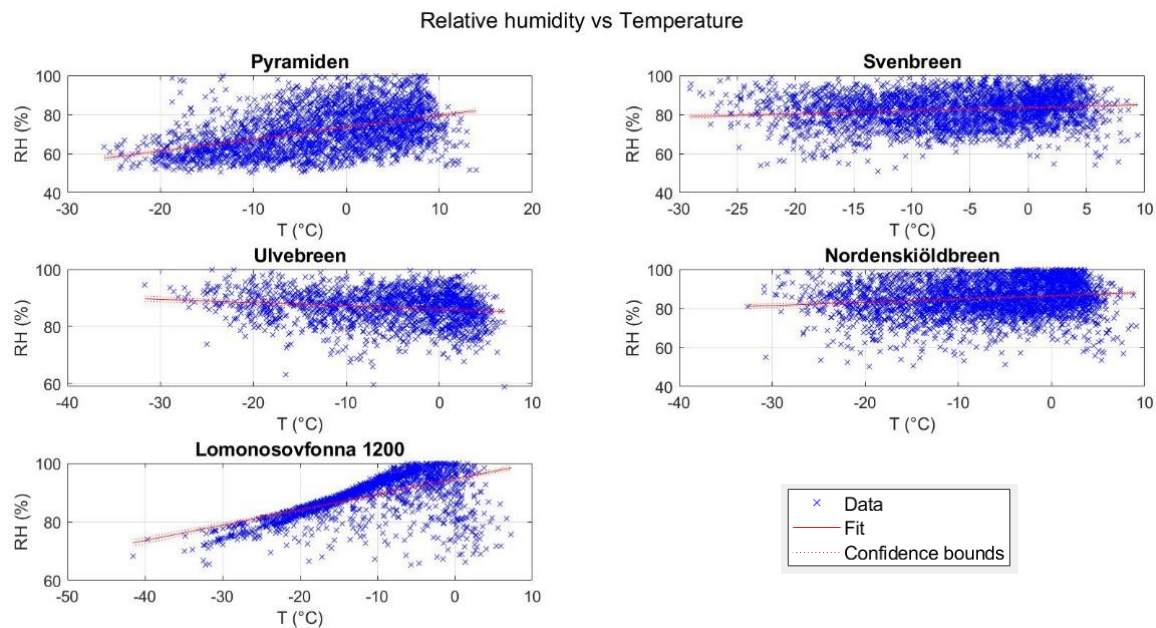 Relative humidity vs Temperature
Pyramiden
100
80
60
40
RH (%)
-30 -20 -10 0 10 20
T (°C)
Svenbreen
100
80
60
40
RH (%)
-30 -25 -20 -15 -10 -5 0 5 10
T (°C)
Ulvebreen
100
80
60
RH (%)
-40 -30 -20 -10 0 10
T (°C)
Nordenskiöldbreen
100
80
60
40
RH (%)
-40 -30 -20 -10 0 10
T (°C)
Lomonosovfonna 1200
100
80
60
RH (%)
-50 -40 -30 -20 -10 0 10
T (°C)
Data
Fit
Confidence bounds